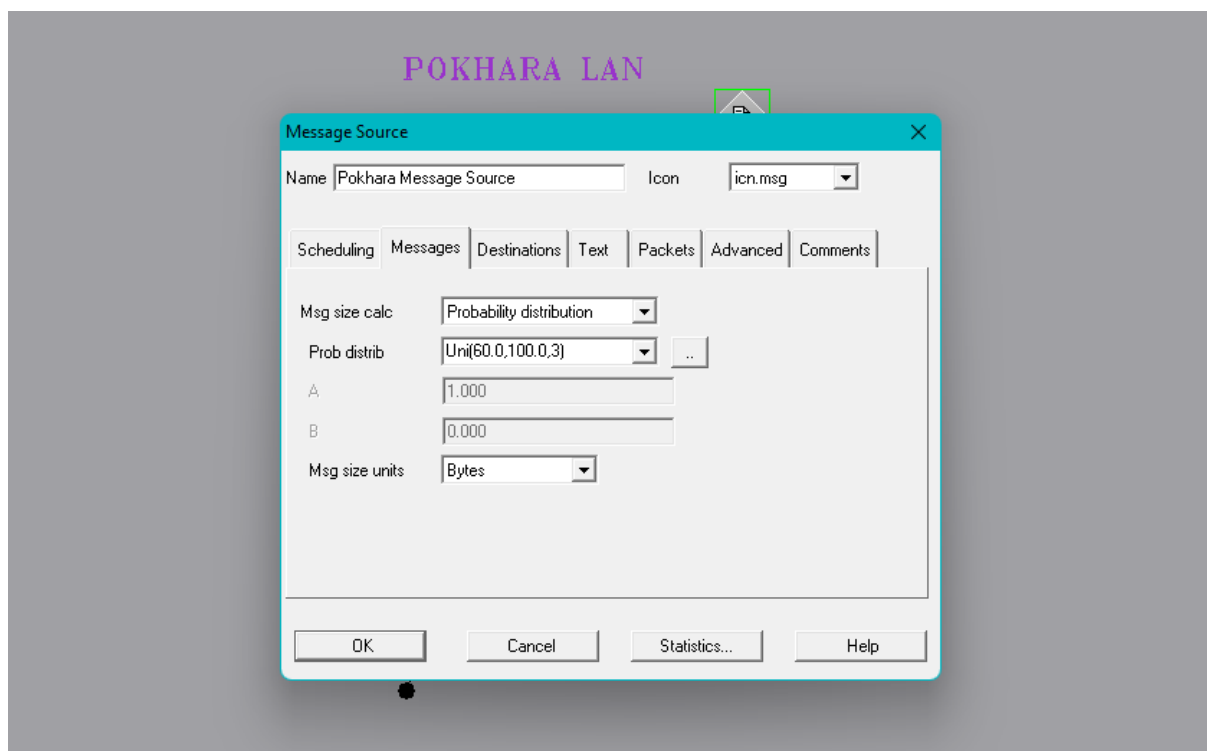 POKHARA LAN
Message Source
Name Pokhara Message Source Icon icn.msg
Scheduling Messages Destinations Text Packets Advanced Comments
Msg size calc Probability distribution
Prob distrib Uni(60.0,100.0,3) ..
A 1.000
B 0.000
Msg size units Bytes
OK Cancel Statistics... Help